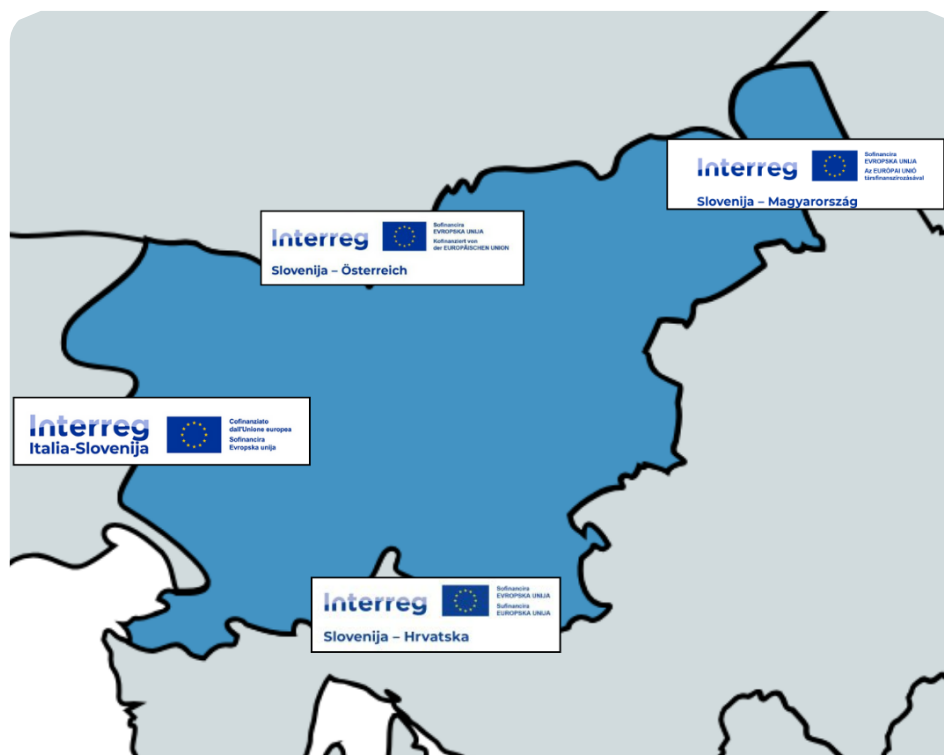 Interreg
Sofinancira
EVROPSKA UNIJA
Az EURÓPAI UNIÓ
társfinanszírozásával
Slovenija – Magyarország
Interreg
Sofinancira
EVROPSKA UNIJA
Kofinanziert von
der EUROPÄISCHEN UNION
Slovenija – Österreich
Interreg
Italia-Slovenija
Cofinanziato
dall'Unione europea
Sofinancira
Evropska unija
Interreg
Sofinancira
EVROPSKA UNIJA
Sufinancira
EUROPSKA UNIJA
Slovenija – Hrvatska